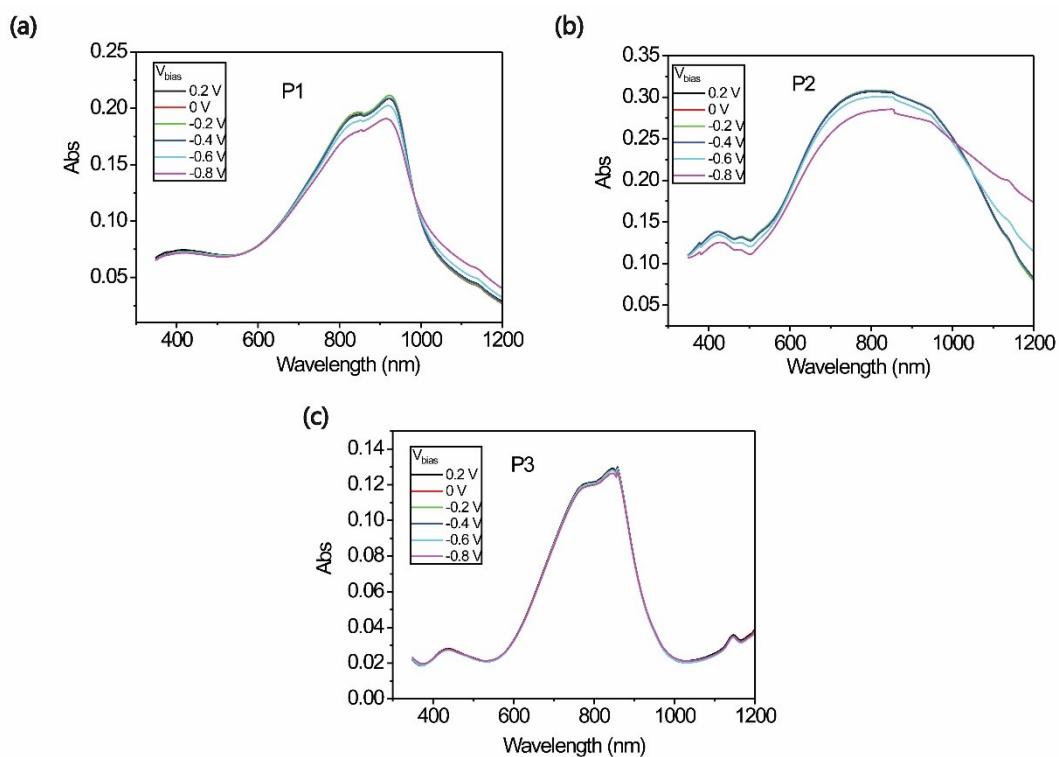 (a)
0.25
0.20
0.15
0.10
0.05
Abs
V_bias
0.2 V
0 V
-0.2 V
-0.4 V
-0.6 V
-0.8 V
P1
400 600 800 1000 1200
Wavelength (nm)
(b)
0.35
0.30
0.25
0.20
0.15
0.10
0.05
Abs
V_bias
0.2 V
0 V
-0.2 V
-0.4 V
-0.6 V
-0.8 V
P2
400 600 800 1000 1200
Wavelength (nm)
(c)
0.14
0.12
0.10
0.08
0.06
0.04
0.02
0.00
Abs
V_bias
0.2 V
0 V
-0.2 V
-0.4 V
-0.6 V
-0.8 V
P3
400 600 800 1000 1200
Wavelength (nm)